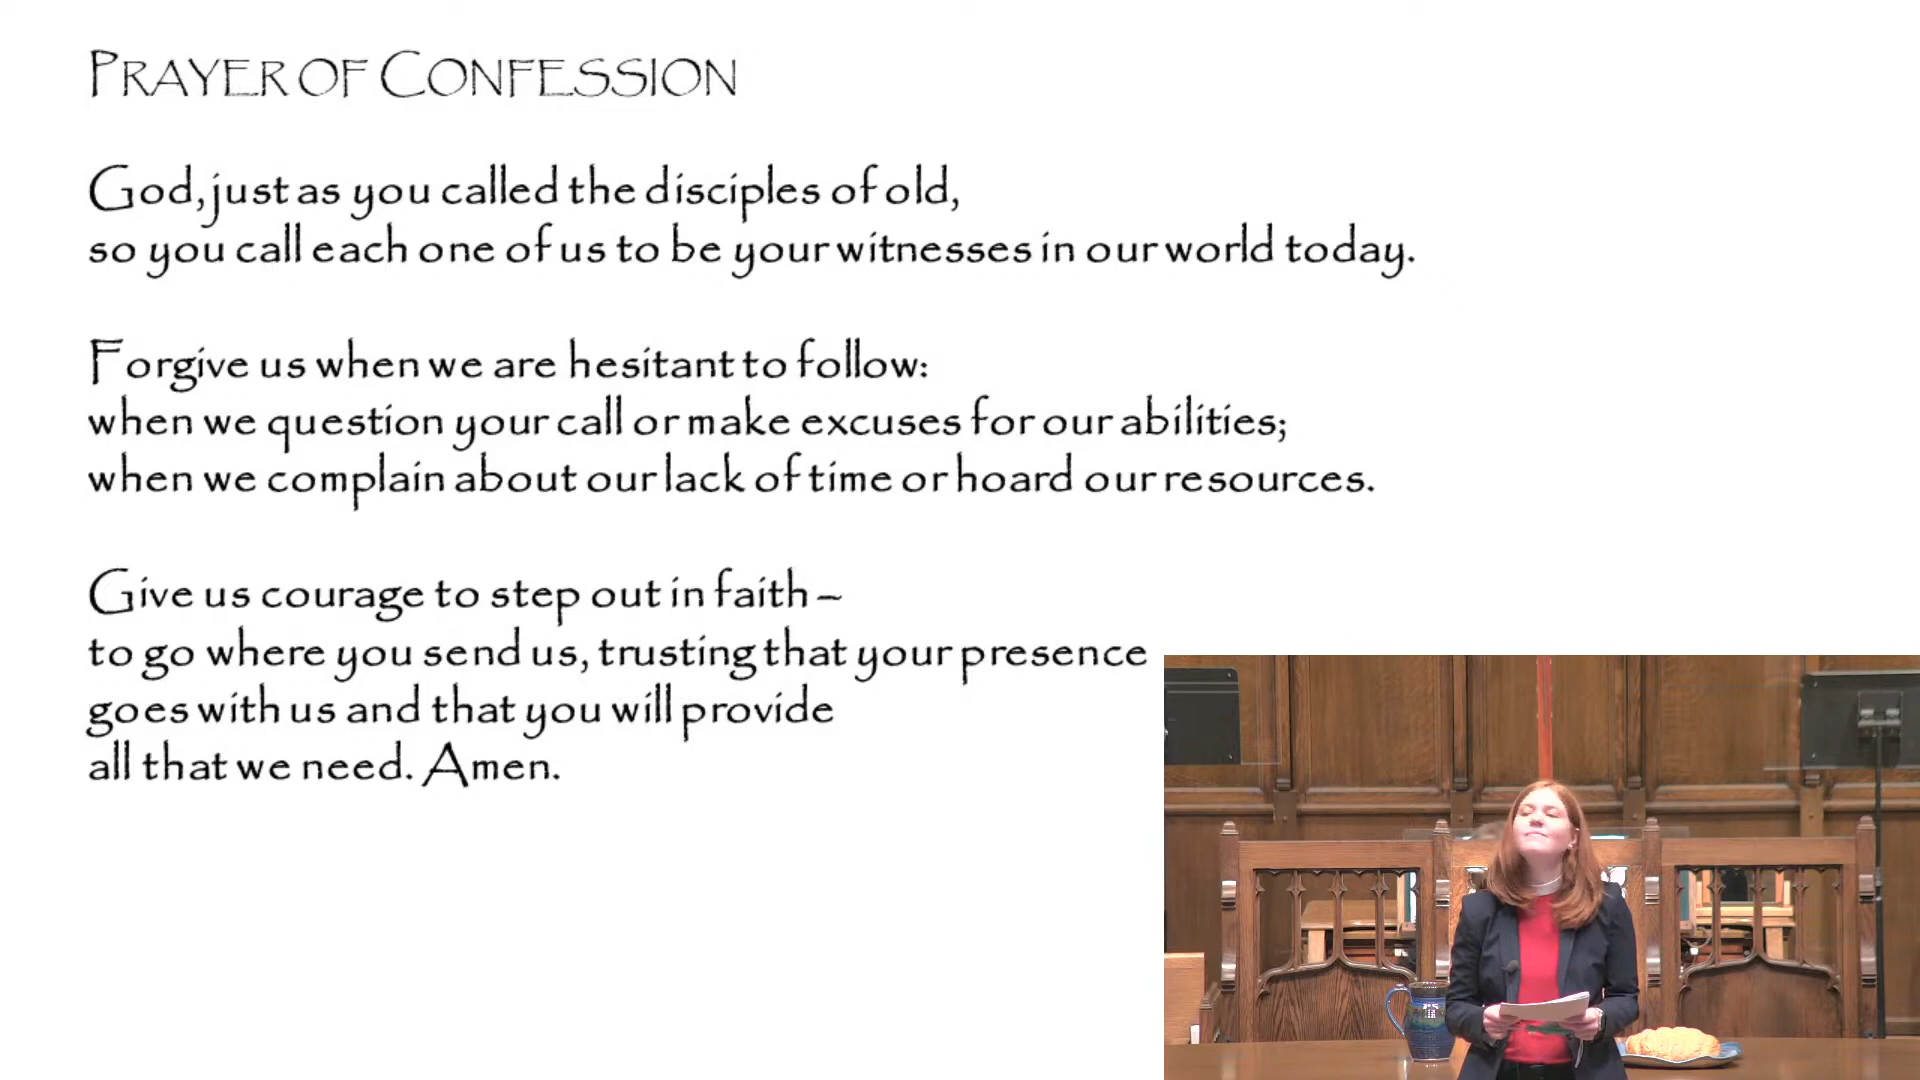 PRAYER OF CONFESSION
God, just as you called the disciples of old,
so you call each one of us to be your witnesses in our world today.
Forgive us when we are hesitant to follow:
when we question your call or make excuses for our abilities;
when we complain about our lack of time or hoard our resources.
Give us courage to step out in faith –
to go where you send us, trusting that your presence
goes with us and that you will provide
all that we need. Amen.